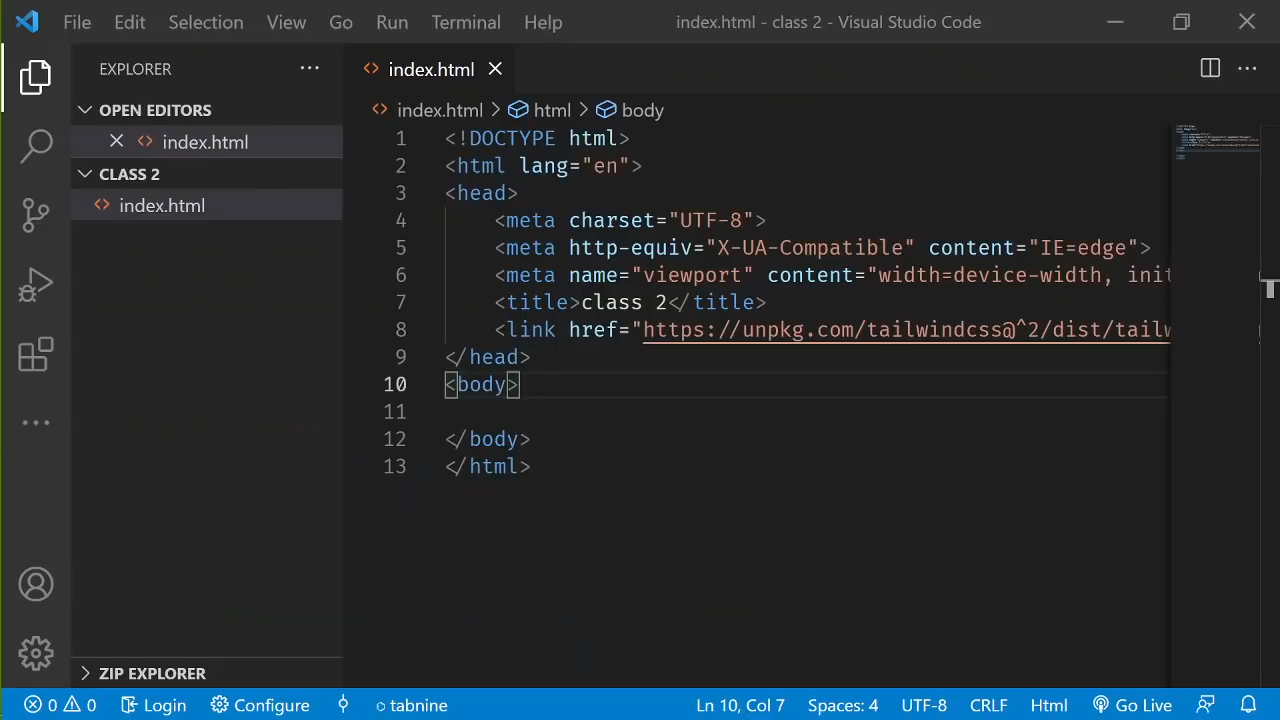 File Edit Selection View Go Run Terminal Help index.html - class 2 - Visual Studio Code
EXPLORER
OPEN EDITORS
index.html
CLASS 2
index.html
ZIP EXPLORER
index.html
index.html > html > body
1 <!DOCTYPE html>
2 <html lang="en">
3 <head>
4 <meta charset="UTF-8">
5 <meta http-equiv="X-UA-Compatible" content="IE=edge">
6 <meta name="viewport" content="width=device-width, init
7 <title>class 2</title>
8 <link href="https://unpkg.com/tailwindcss@^2/dist/tailw
9 </head>
10 <body>
11
12 </body>
13 </html>
0 0 Login Configure tabnine Ln 10, Col 7 Spaces: 4 UTF-8 CRLF Html Go Live